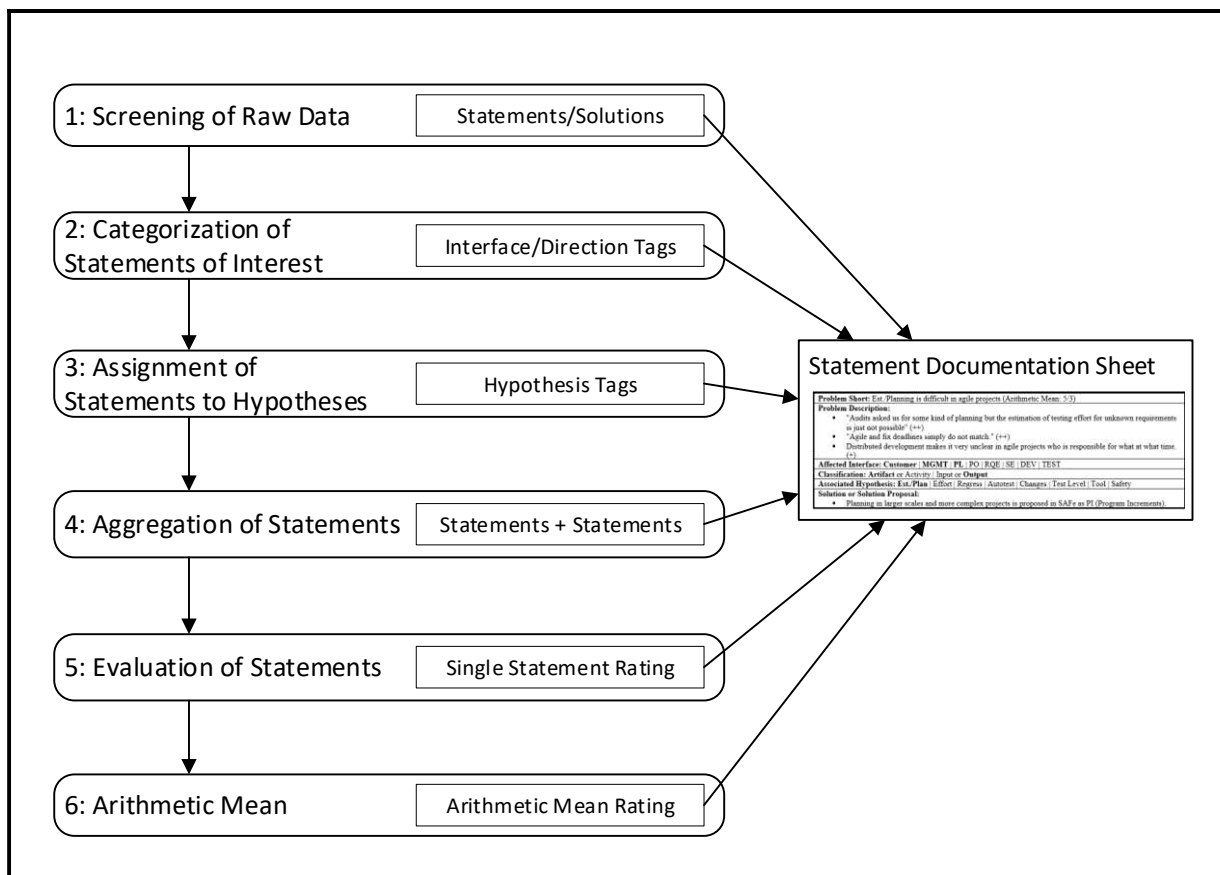 1: Screening of Raw Data
Statements/Solutions
2: Categorization of
Statements of Interest
Interface/Direction Tags
3: Assignment of
Statements to Hypotheses
Hypothesis Tags
4: Aggregation of Statements
Statements + Statements
5: Evaluation of Statements
Single Statement Rating
6: Arithmetic Mean
Arithmetic Mean Rating
Statement Documentation Sheet
Problem Short: Est./Planning is difficult in agile projects (Arithmetic Mean: 5/3)
Problem Description:
• "Audits asked us for some kind of planning but the estimation of testing effort for unknown requirements
is just not possible" (++)
• "Agile and fix deadlines simply do not match." (++)
• Distributed development makes it very unclear in agile projects who is responsible for what at what time.
(+)
Affected Interface: Customer | MGMT | PL | PO | RQE | SE | DEV | TEST
Classification: Artifact or Activity | Input or Output
Associated Hypothesis: Est./Plan | Effort | Regress | Autotest | Changes | Test Level | Tool | Safety
Solution or Solution Proposal:
• Planning in larger scales and more complex projects is proposed in SAFe as PI (Program Increments).